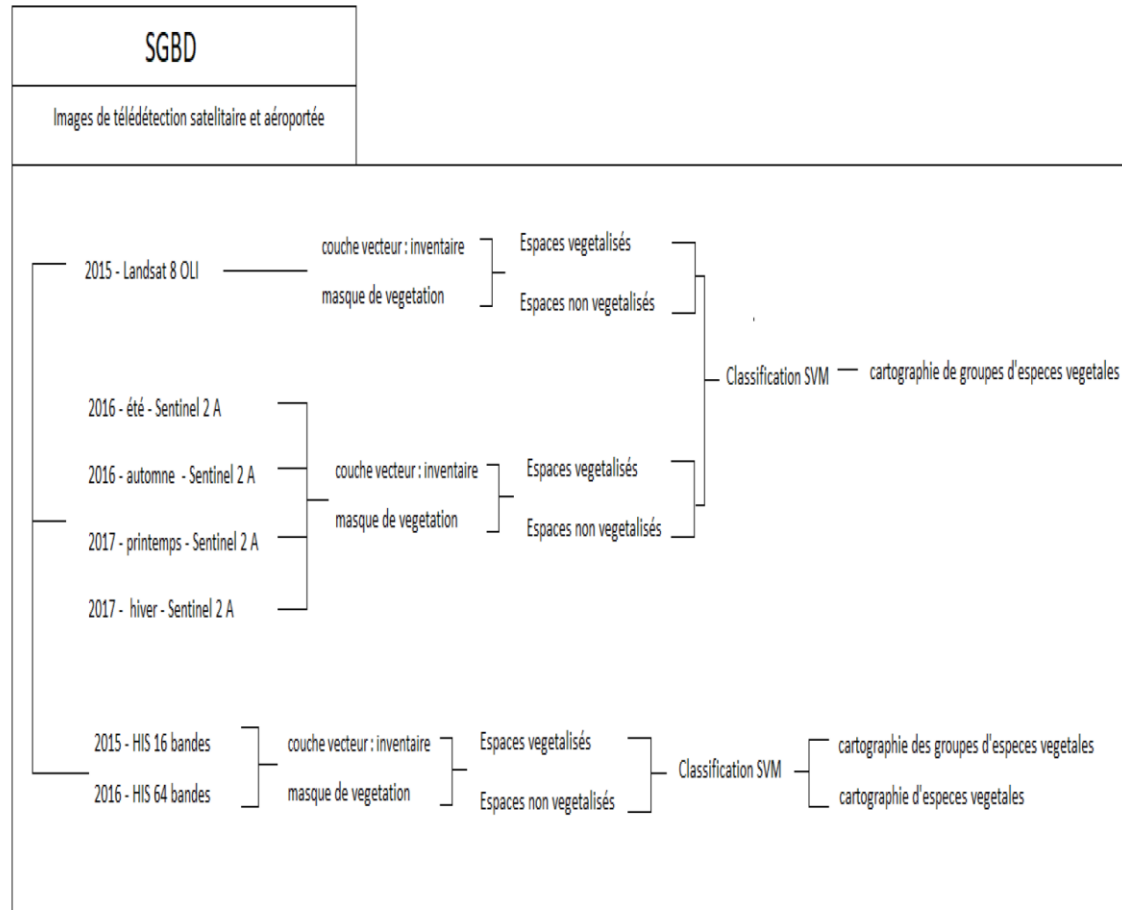 SGBD
Images de télédétection satelitaire et aéroportée
2015 - Landsat 8 OLI
couche vecteur : inventaire
masque de vegetation
Espaces vegetalisés
Espaces non vegetalisés
Classification SVM
cartographie de groupes d'especes vegetales
2016 - été - Sentinel 2 A
2016 - automne - Sentinel 2 A
2017 - printemps - Sentinel 2 A
2017 - hiver - Sentinel 2 A
couche vecteur : inventaire
masque de vegetation
Espaces vegetalisés
Espaces non vegetalisés
2015 - HIS 16 bandes
2016 - HIS 64 bandes
couche vecteur : inventaire
masque de vegetation
Espaces vegetalisés
Espaces non vegetalisés
Classification SVM
cartographie des groupes d'especes vegetales
cartographie d'especes vegetales